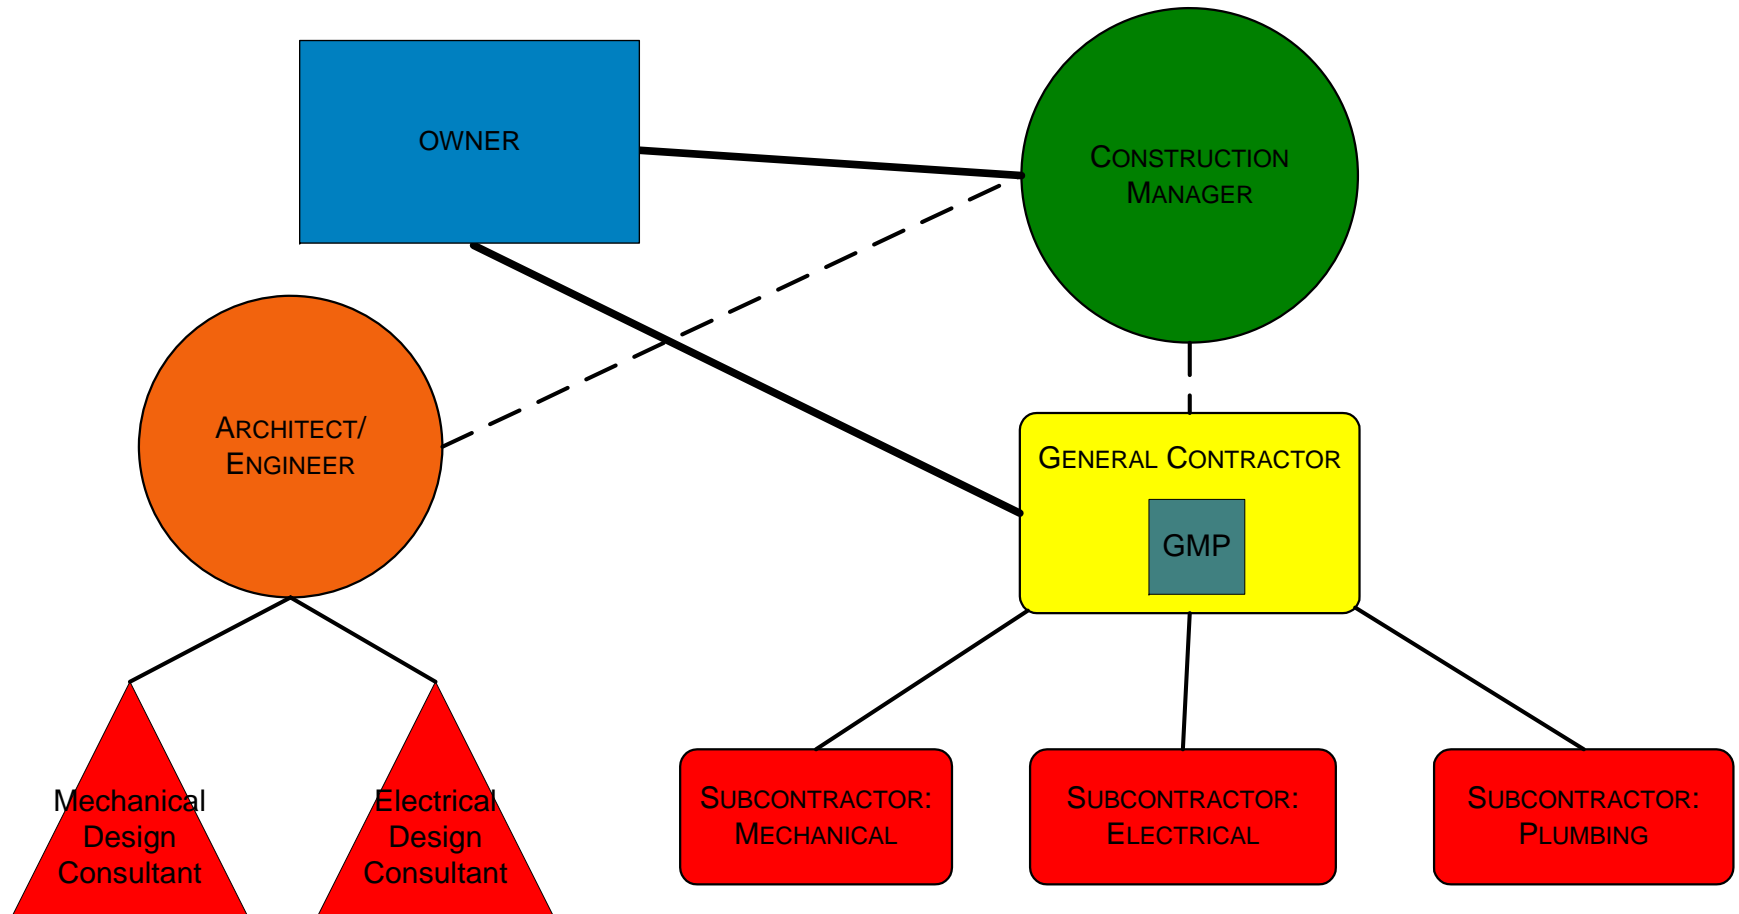 OWNER
CONSTRUCTION
MANAGER
ARCHITECT/
ENGINEER
GENERAL CONTRACTOR
GMP
Mechanical
Design
Consultant
Electrical
Design
Consultant
SUBCONTRACTOR:
MECHANICAL
SUBCONTRACTOR:
ELECTRICAL
SUBCONTRACTOR:
PLUMBING